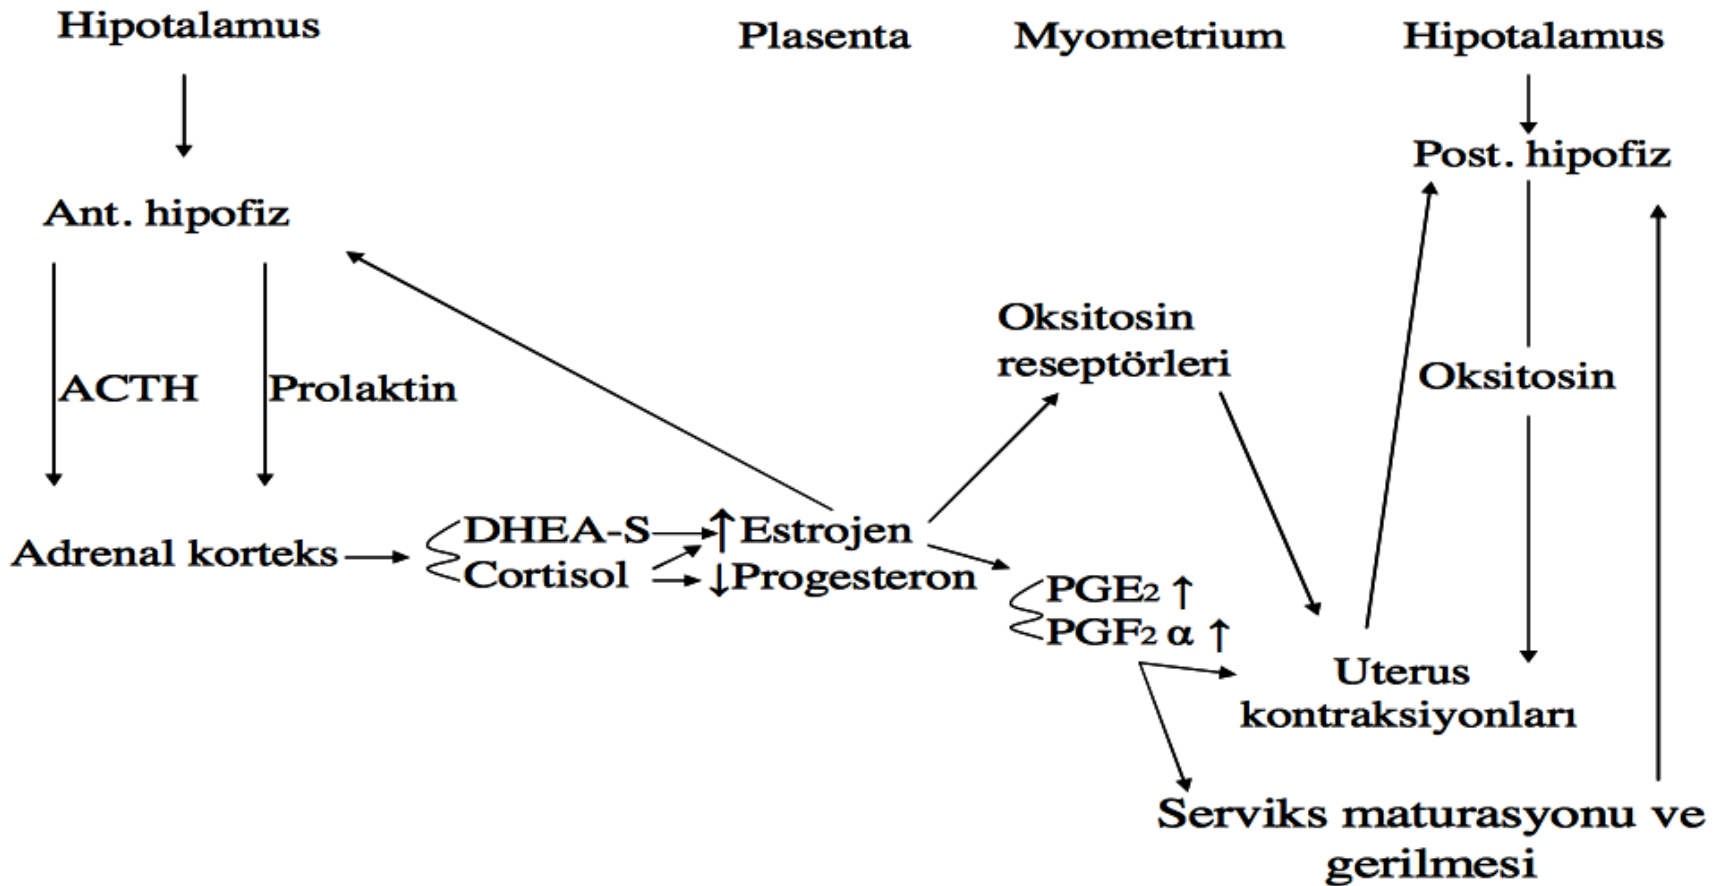 Hipotalamus
Plasenta
Myometrium
Hipotalamus
Post. hipofiz
Ant. hipofiz
Oksitosin
reseptörleri
ACTH
Prolaktin
Oksitosin
DHEA-S
↑Estrojen
Adrenal korteks
Cortisol
↓Progesteron
PGE2 ↑
PGF2 α ↑
Uterus
kontraksiyonları
Serviks maturasyonu ve
gerilmesi